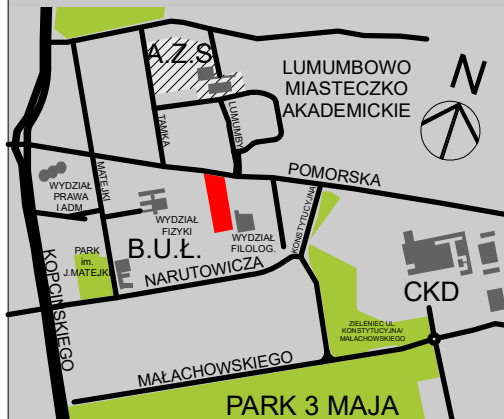 A.Z.S
LUMUMBOWO
MIASTECZKO
AKADEMICKIE
N
TAMKA
LUMUMBY
MATEJKI
POMORSKA
WYDZIAŁ
PRAWA
I ADM.
WYDZIAŁ
FIZYKI
WYDZIAŁ
FILOLOG.
KONSTYTUCYJNA
B.U.Ł.
PARK
im.
J.MATEJKI
NARUTOWICZA
KOPCIŃSKIEGO
CKD
ZIELENIEC UL.
KONSTYTUCYJNA/
MAŁACHOWSKIEGO
MAŁACHOWSKIEGO
PARK 3 MAJA